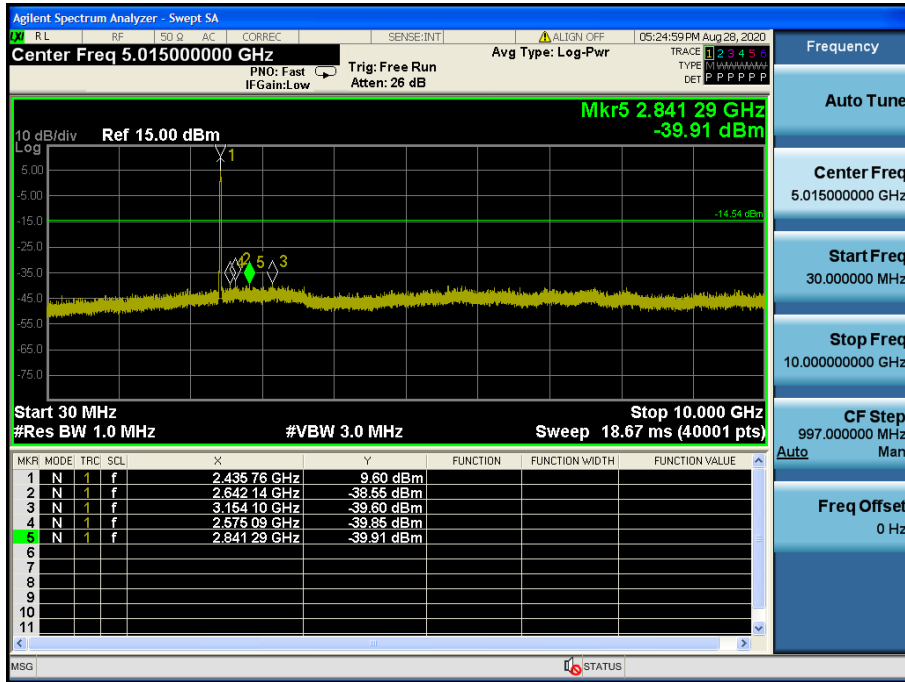 Agilent Spectrum Analyzer - Swept SA
LXI RL RF 50 Ω AC CORREC SENSE:INT ALIGN OFF 05:24:59 PM Aug 28, 2020
Center Freq 5.015000000 GHz Avg Type: Log-Pwr TRACE 1 2 3 4 5 6
PNO: Fast Trig: Free Run TYPE M WWWWW
IFGain:Low Atten: 26 dB DET P P P P P P
Mkr5 2.841 29 GHz
10 dB/div Ref 15.00 dBm -39.91 dBm
Log
1
5.00
-5.00
-15.0
-14.54 dBm
-25.0
4 2 5 3
-35.0
-45.0
-55.0
-65.0
-75.0
Start 30 MHz Stop 10.000 GHz
#Res BW 1.0 MHz #VBW 3.0 MHz Sweep 18.67 ms (40001 pts)
MKR MODE TRC SCL X Y FUNCTION FUNCTION WIDTH FUNCTION VALUE
1 N 1 f 2.435 76 GHz 9.60 dBm
2 N 1 f 2.642 14 GHz -38.55 dBm
3 N 1 f 3.154 10 GHz -39.60 dBm
4 N 1 f 2.575 09 GHz -39.85 dBm
5 N 1 f 2.841 29 GHz -39.91 dBm
6
7
8
9
10
11
MSG STATUS
Frequency
Auto Tune
Center Freq
5.015000000 GHz
Start Freq
30.000000 MHz
Stop Freq
10.000000000 GHz
CF Step
997.000000 MHz
Auto Man
Freq Offset
0 Hz